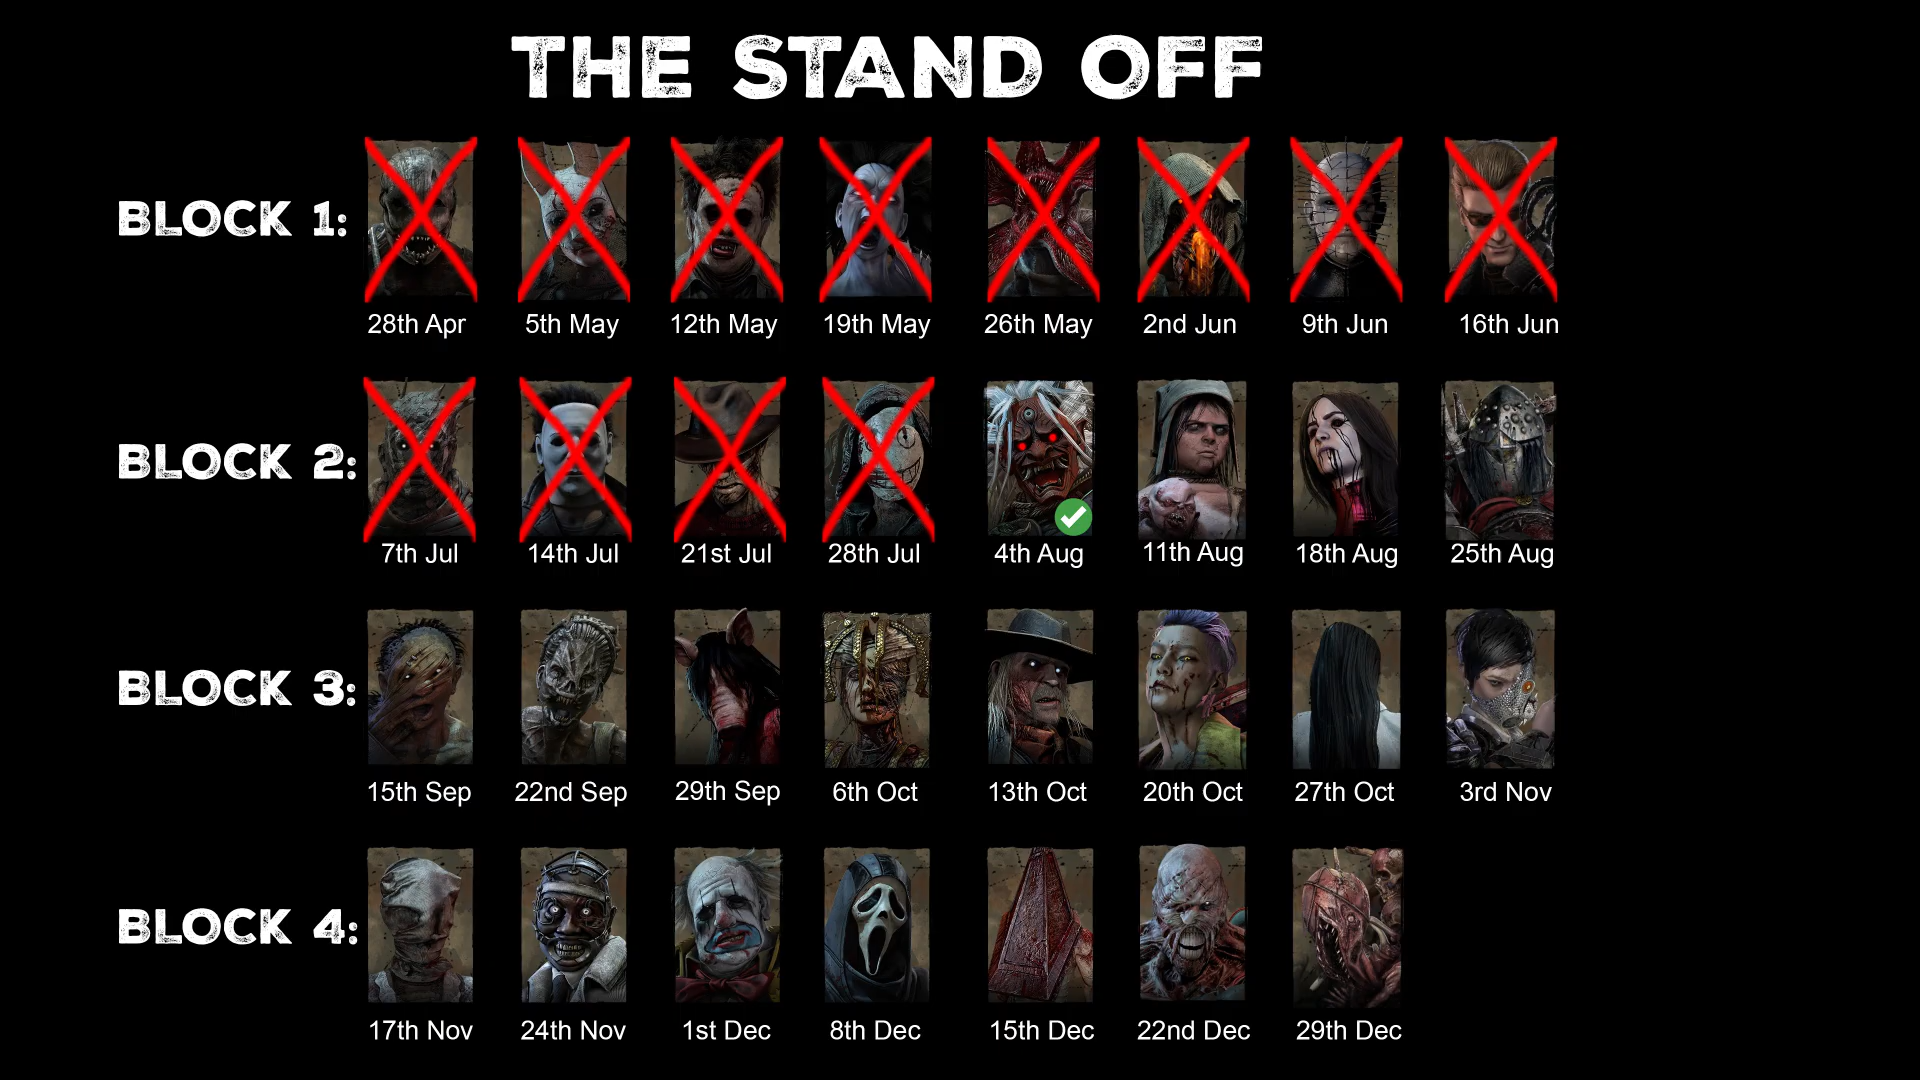 THE STAND OFF
BLOCK 1:
28th Apr 5th May 12th May 19th May 26th May 2nd Jun 9th Jun 16th Jun
BLOCK 2:
7th Jul 14th Jul 21st Jul 28th Jul 4th Aug 11th Aug 18th Aug 25th Aug
BLOCK 3:
15th Sep 22nd Sep 29th Sep 6th Oct 13th Oct 20th Oct 27th Oct 3rd Nov
BLOCK 4:
17th Nov 24th Nov 1st Dec 8th Dec 15th Dec 22nd Dec 29th Dec